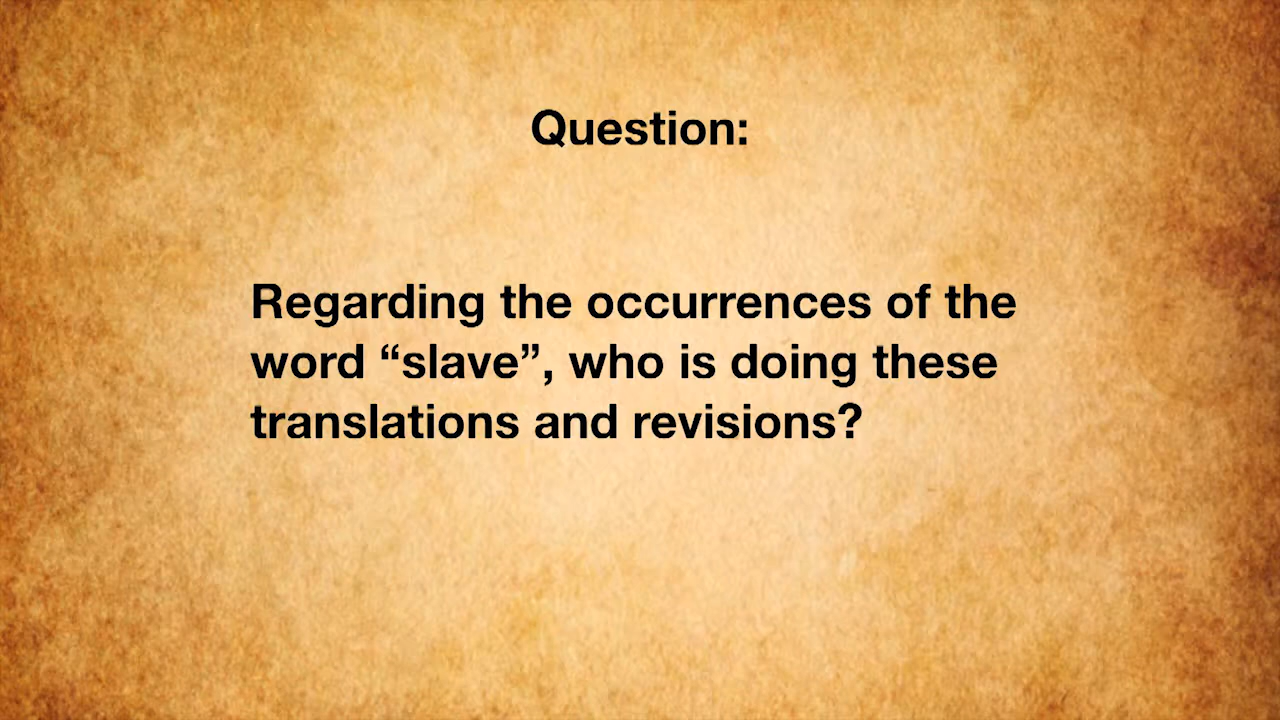 Question:
Regarding the occurrences of the
word “slave”, who is doing these
translations and revisions?